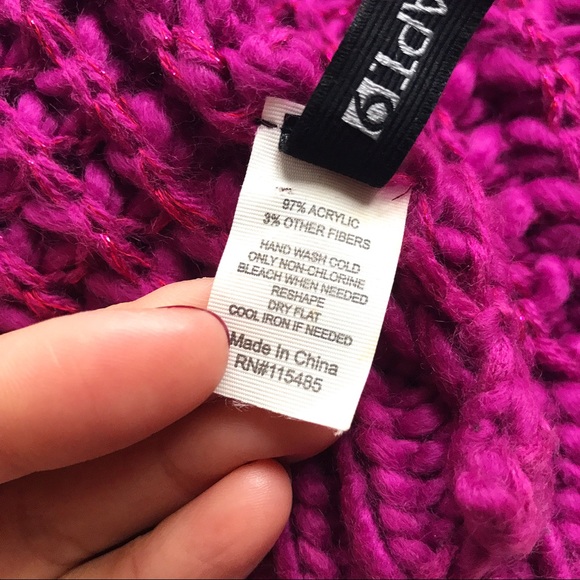 97% ACRYLIC
3% OTHER FIBERS
HAND WASH COLD
ONLY NON-CHLORINE
BLEACH WHEN NEEDED
RESHAPE
DRY FLAT
COOL IRON IF NEEDED
Made In China
RN#115485